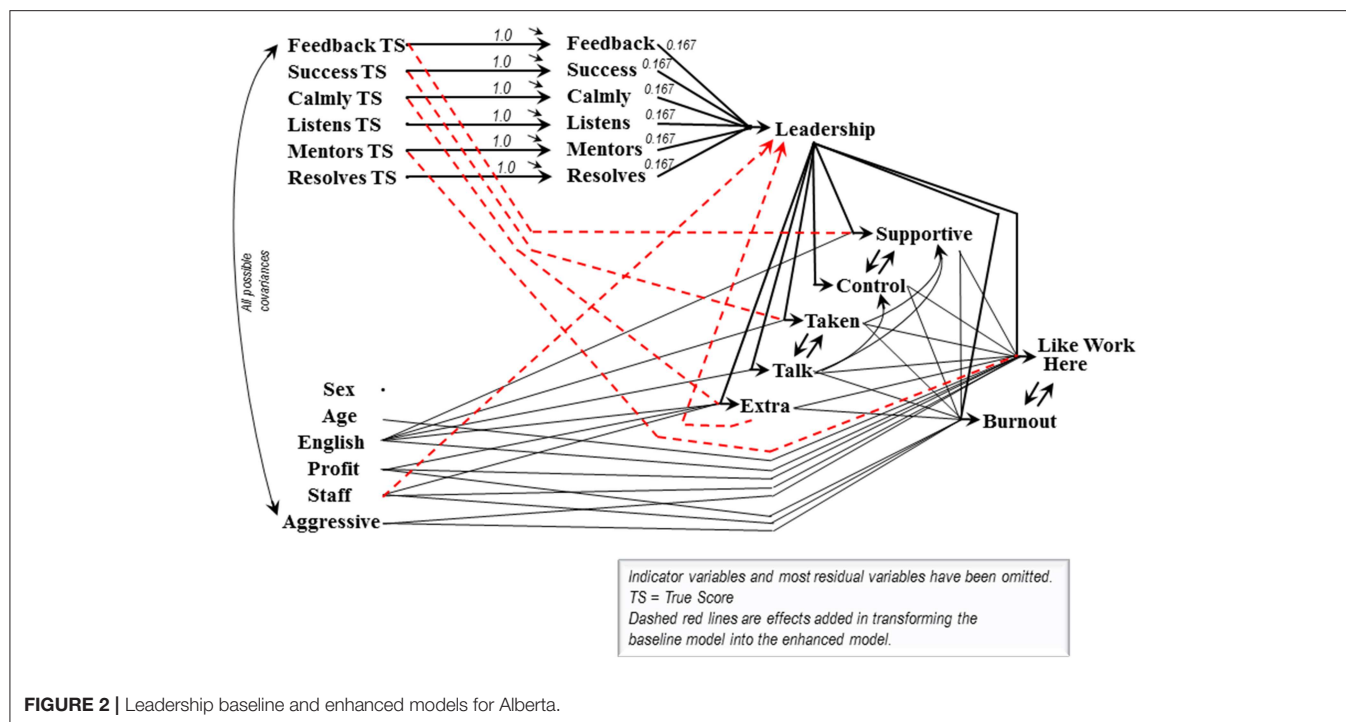 Feedback TS 1.0 Feedback 0.167
Success TS 1.0 Success 0.167
Calmly TS 1.0 Calmly 0.167
Listens TS 1.0 Listens 0.167
Mentors TS 1.0 Mentors 0.167
Resolves TS 1.0 Resolves 0.167
Leadership
Supportive
Control
Taken
Talk
Extra
Like Work
Here
Burnout
All possible
covariances
Sex
Age
English
Profit
Staff
Aggressive
Indicator variables and most residual variables have been omitted.
TS = True Score
Dashed red lines are effects added in transforming the
baseline model into the enhanced model.
FIGURE 2 | Leadership baseline and enhanced models for Alberta.